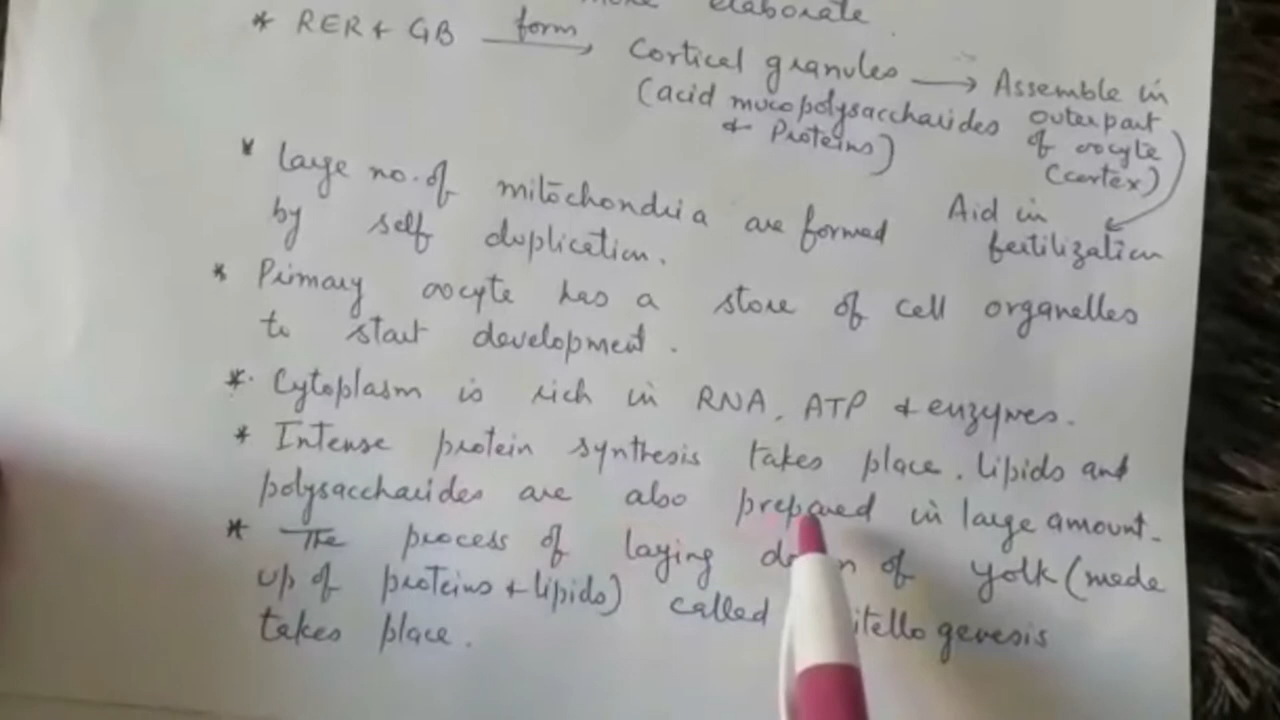 more elaborate.
* RER + GB form → Cortical granules → Assemble in
(acid mucopolysaccharides outerpart
& Proteins) of oocyte
(cortex)
* Large no. of mitochondria are formed Aid in
by self duplication. fertilization
* Primary oocyte has a store of cell organelles
to start development.
* Cytoplasm is rich in RNA, ATP & enzymes.
* Intense protein synthesis takes place. Lipids and
polysaccharides are also prepared in large amount.
* The process of laying of yolk (made
up of proteins + lipids) called
takes place.